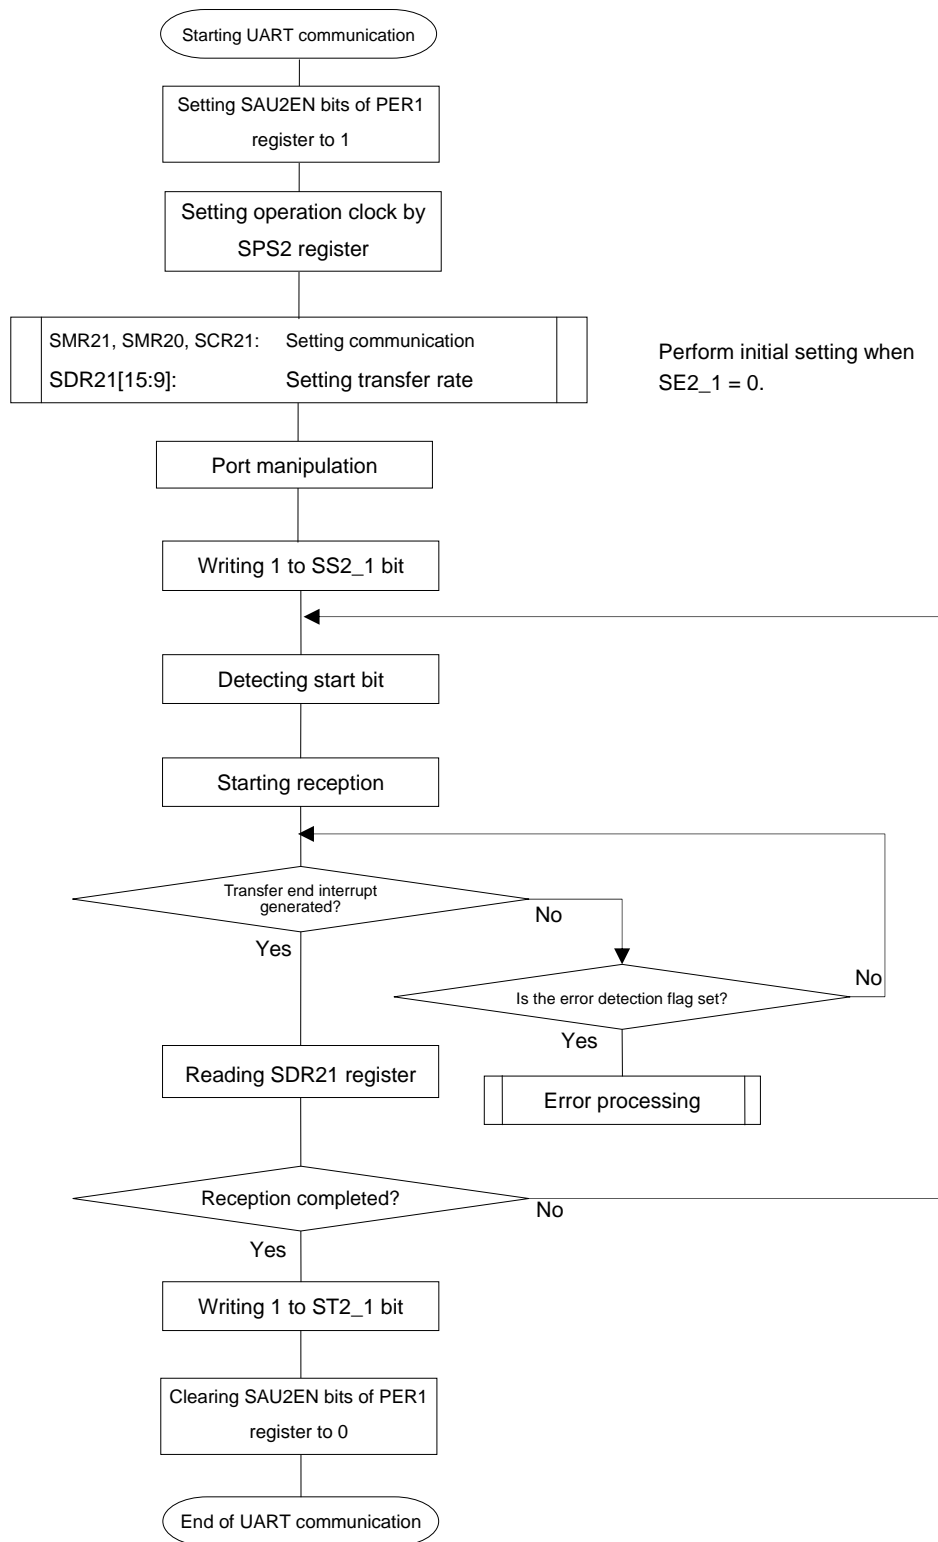 Starting UART communication
Setting SAU2EN bits of PER1
register to 1
Setting operation clock by
SPS2 register
SMR21, SMR20, SCR21: Setting communication
SDR21[15:9]: Setting transfer rate
Perform initial setting when
SE2_1 = 0.
Port manipulation
Writing 1 to SS2_1 bit
Detecting start bit
Starting reception
Transfer end interrupt
generated?
No
Yes
Is the error detection flag set?
No
Yes
Reading SDR21 register
Error processing
Reception completed?
No
Yes
Writing 1 to ST2_1 bit
Clearing SAU2EN bits of PER1
register to 0
End of UART communication